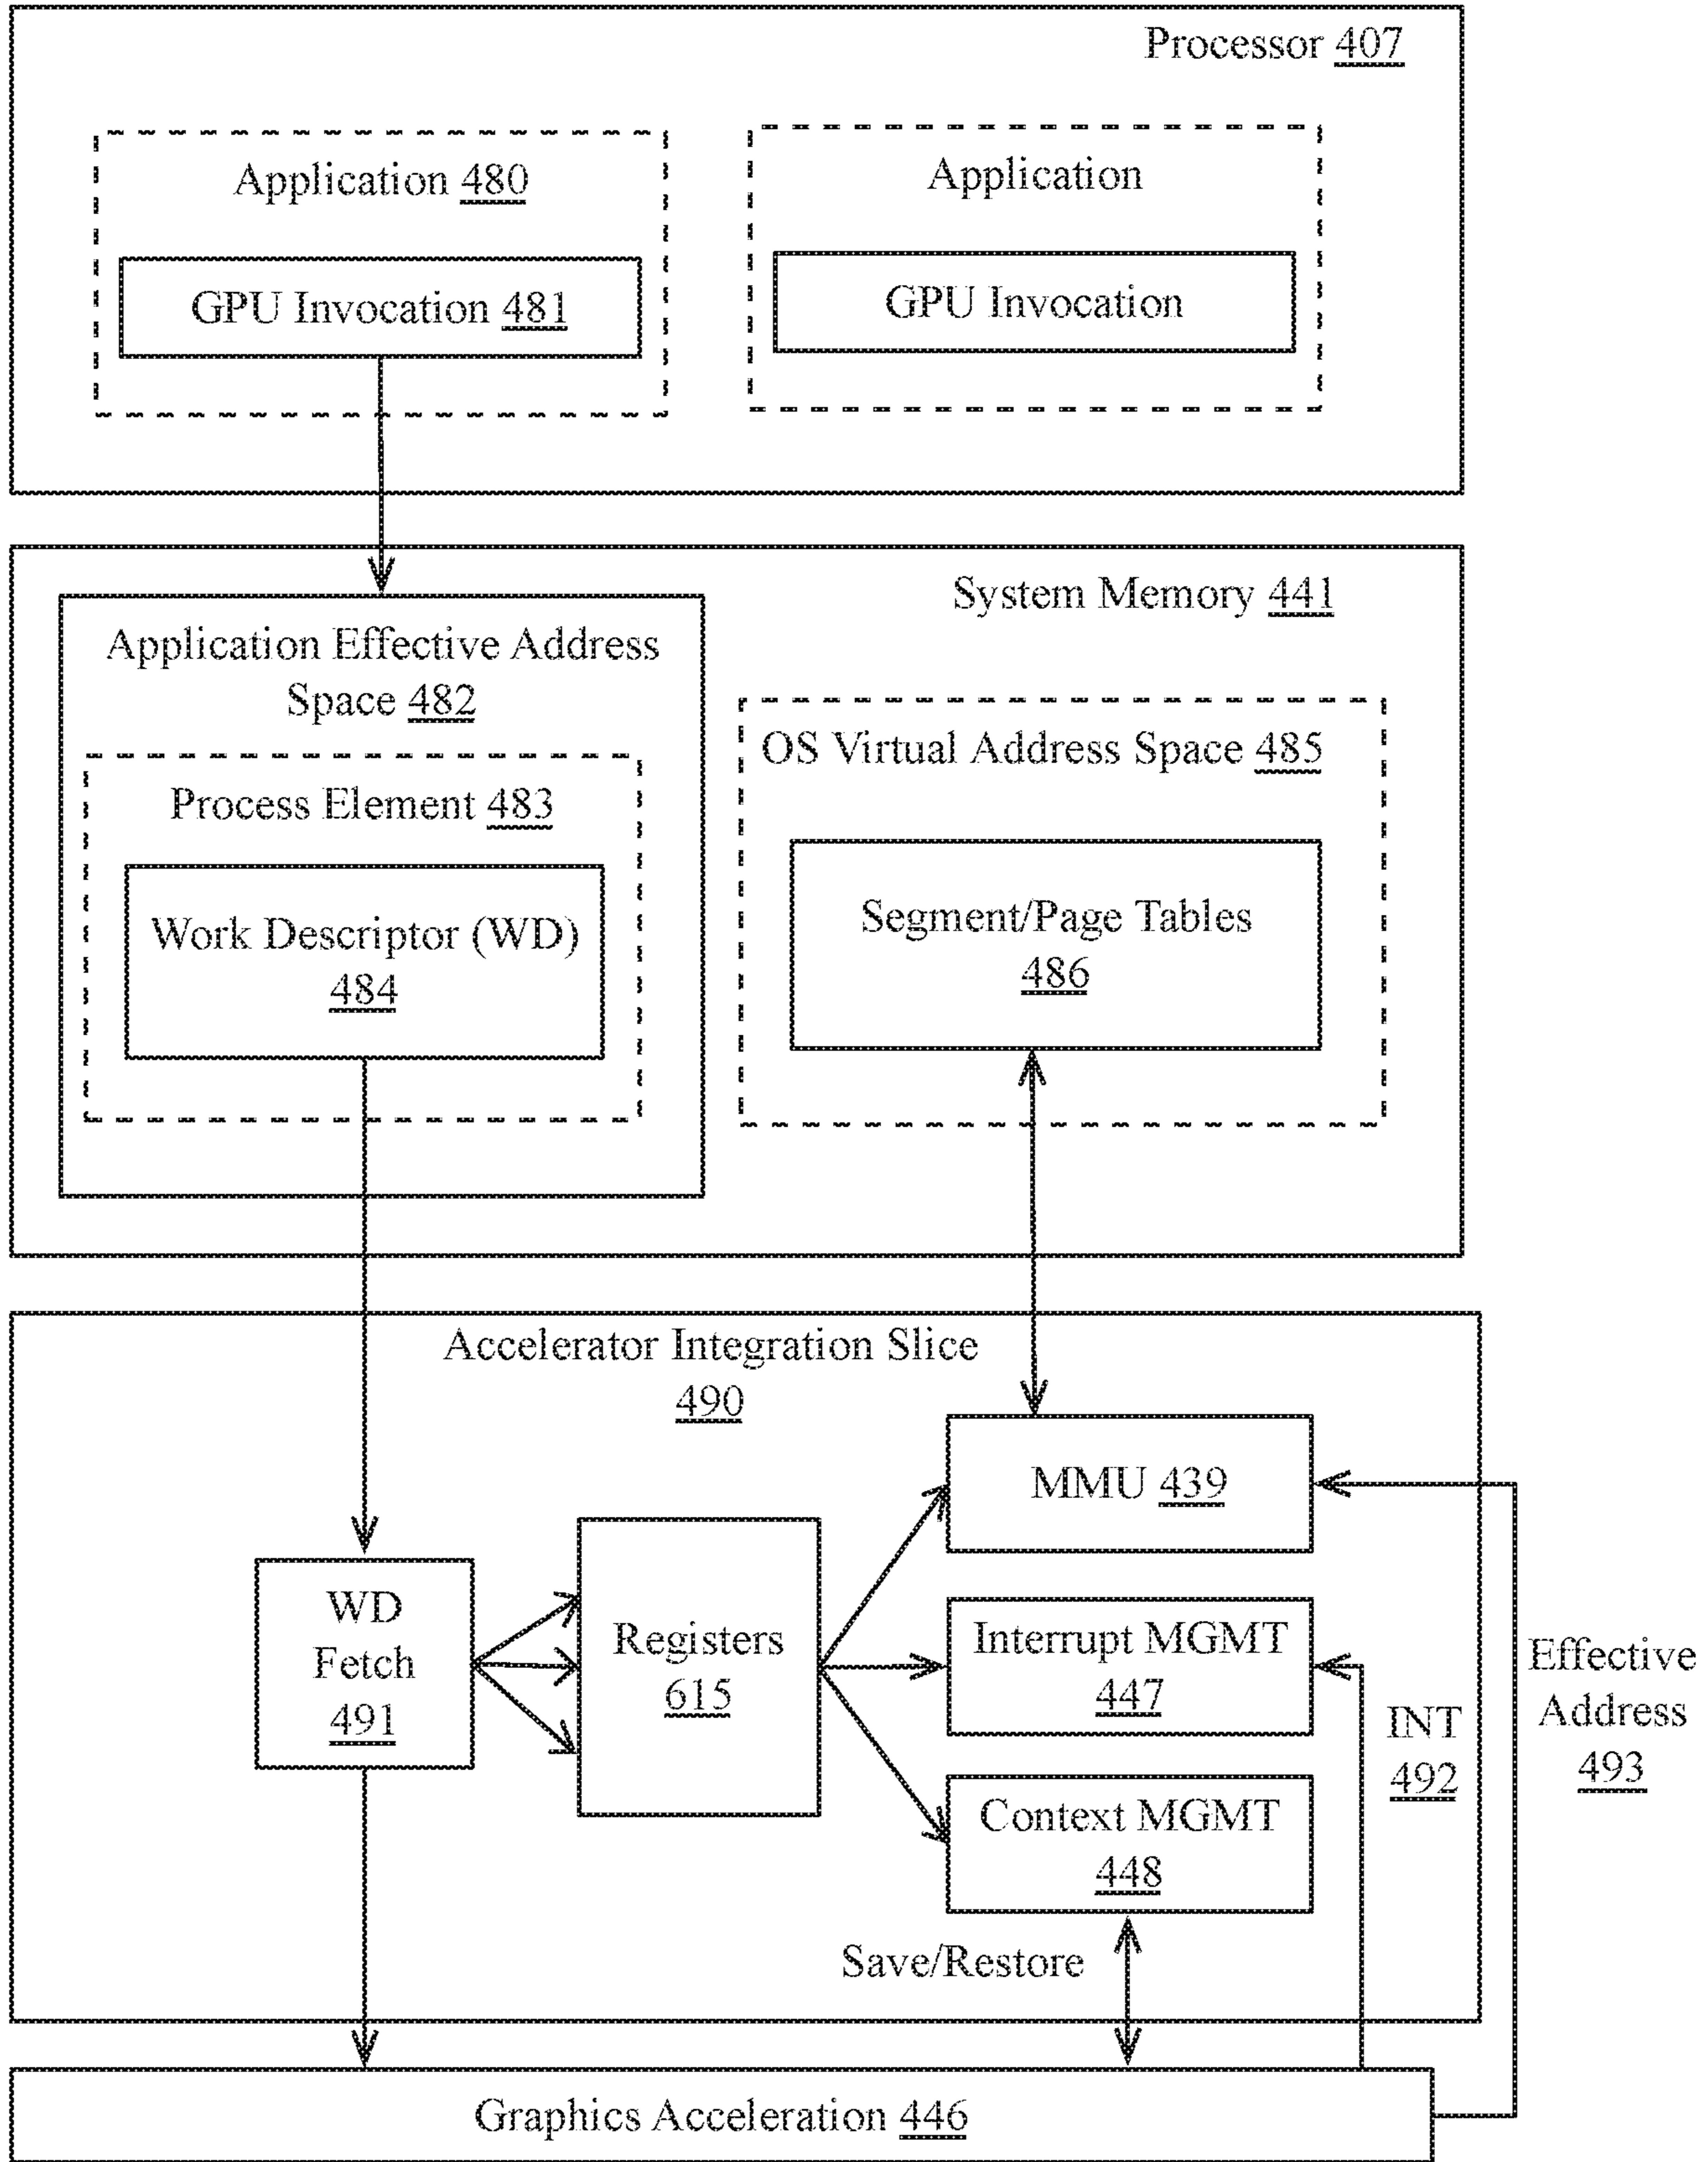 Processor 407
Application 480
Application
GPU Invocation 481
GPU Invocation
System Memory 441
Application Effective Address
Space 482
OS Virtual Address Space 485
Process Element 483
Work Descriptor (WD)
484
Segment/Page Tables
486
Accelerator Integration Slice
490
MMU 439
WD
Fetch
491
Registers
615
Interrupt MGMT
447
Effective
Address
493
INT
492
Context MGMT
448
Save/Restore
Graphics Acceleration 446